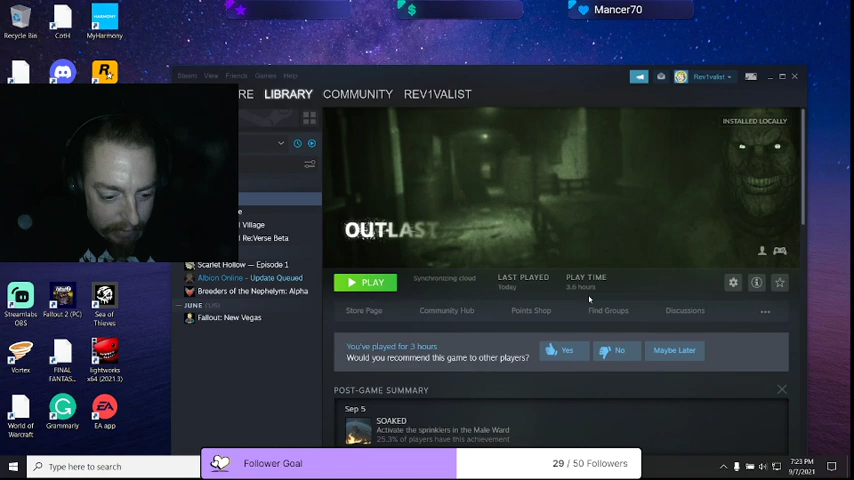 Mancer70
Recycle Bin
CotH
MyHarmony
HARMONY
Steam View Friends Games Help
Rev1valist
RE LIBRARY COMMUNITY REV1VALIST
INSTALLED LOCALLY
OUTLAST
Village
Re:Verse Beta
Scarlet Hollow — Episode 1
Albion Online - Update Queued
Breeders of the Nephelym: Alpha
JUNE
Fallout: New Vegas
PLAY
Synchronizing cloud
LAST PLAYED
Today
PLAY TIME
3.6 hours
Store Page Community Hub Points Shop Find Groups Discussions
You've played for 3 hours
Would you recommend this game to other players?
Yes No Maybe Later
POST-GAME SUMMARY
Sep 5
SOAKED
Activate the sprinklers in the Male Ward
25.3% of players have this achievement
Streamlabs OBS
Fallout 2 (PC)
Sea of Thieves
Vortex
FINAL FANTAS...
lightworks x64 (2021.3)
World of Warcraft
Grammarly
EA app
Type here to search
Follower Goal
29 / 50 Followers
7:23 PM
9/7/2021